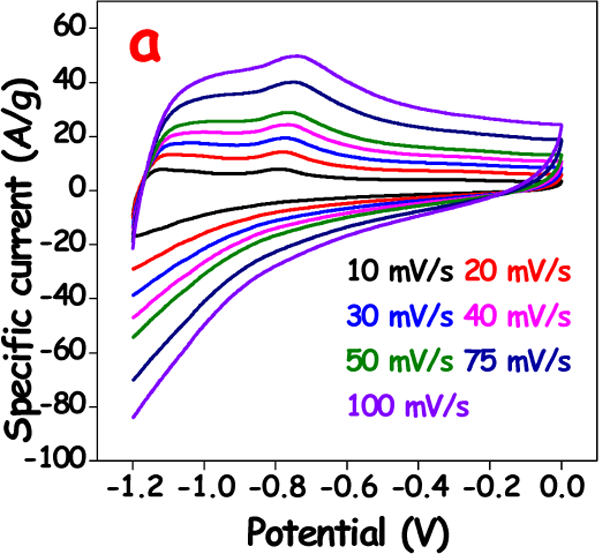 a
Specific current (A/g)
60
40
20
0
-20
-40
-60
-80
-100
10 mV/s 20 mV/s
30 mV/s 40 mV/s
50 mV/s 75 mV/s
100 mV/s
-1.2 -1.0 -0.8 -0.6 -0.4 -0.2 0.0
Potential (V)